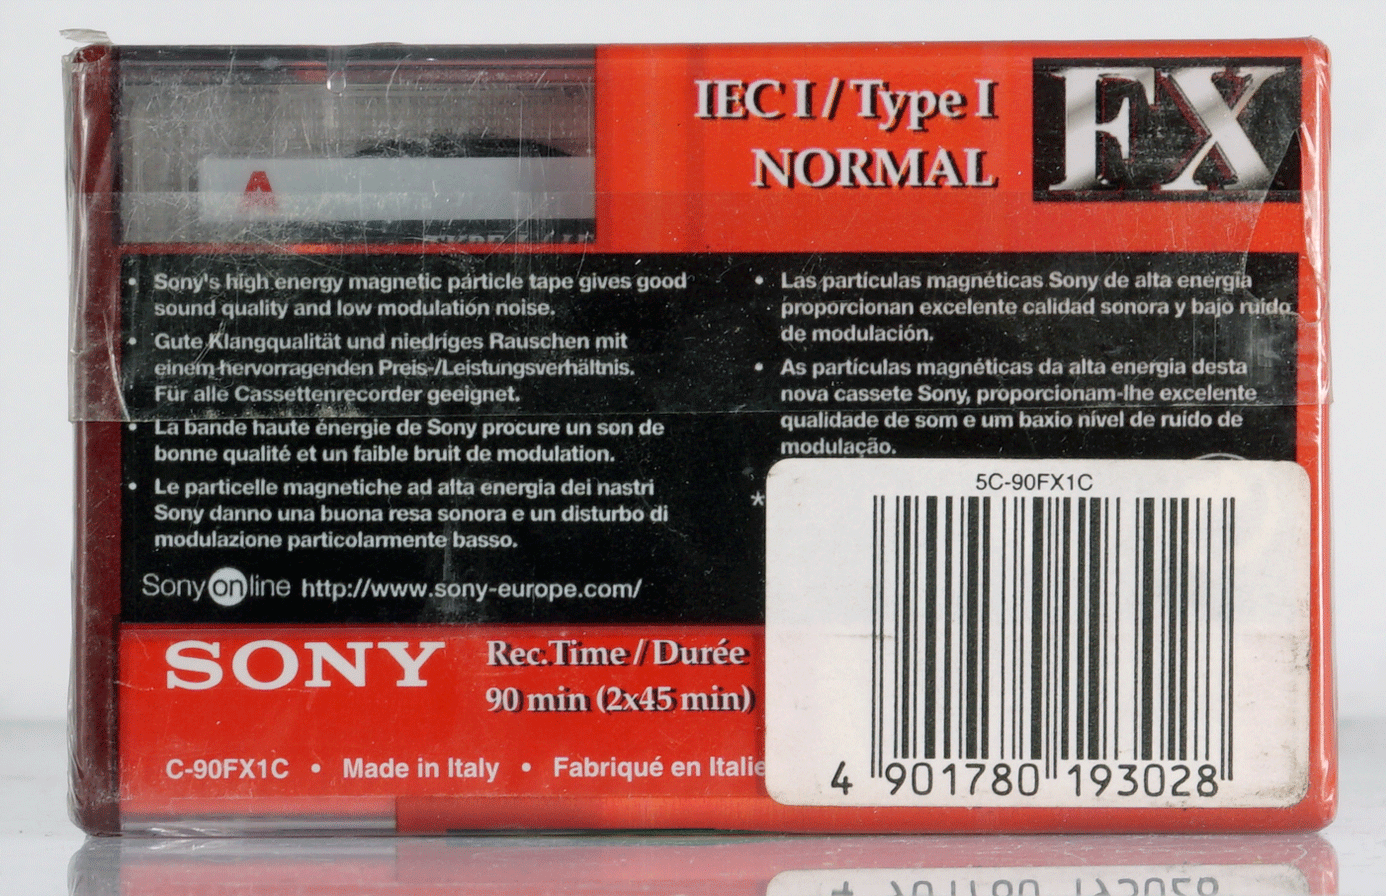 IEC I / Type I
NORMAL
FX
A
• Sony's high energy magnetic particle tape gives good
sound quality and low modulation noise.
• Gute Klangqualität und niedriges Rauschen mit
einem hervorragenden Preis-/Leistungsverhältnis.
Für alle Cassettenrecorder geeignet.
• La bande haute énergie de Sony procure un son de
bonne qualité et un faible bruit de modulation.
• Le particelle magnetiche ad alta energia dei nastri
Sony danno una buona resa sonora e un disturbo di
modulazione particolarmente basso.
• Las partículas magnéticas Sony de alta energía
proporcionan excelente calidad sonora y bajo ruído
de modulación.
• As partículas magnéticas da alta energia desta
nova cassete Sony, proporcionam-lhe excelente
qualidade de som e um baxio nível de ruído de
modulação.
*
Sony on line http://www.sony-europe.com/
SONY
Rec.Time / Durée
90 min (2x45 min)
C-90FX1C • Made in Italy • Fabriqué en Italie
5C-90FX1C
4 901780 193028